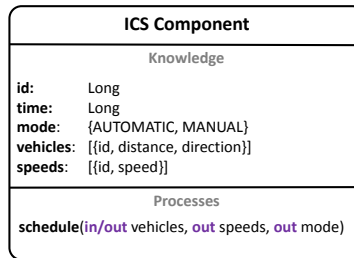 ICS Component
Knowledge
id: Long
time: Long
mode: {AUTOMATIC, MANUAL}
vehicles: [{id, distance, direction}]
speeds: [{id, speed}]
Processes
schedule(in/out vehicles, out speeds, out mode)